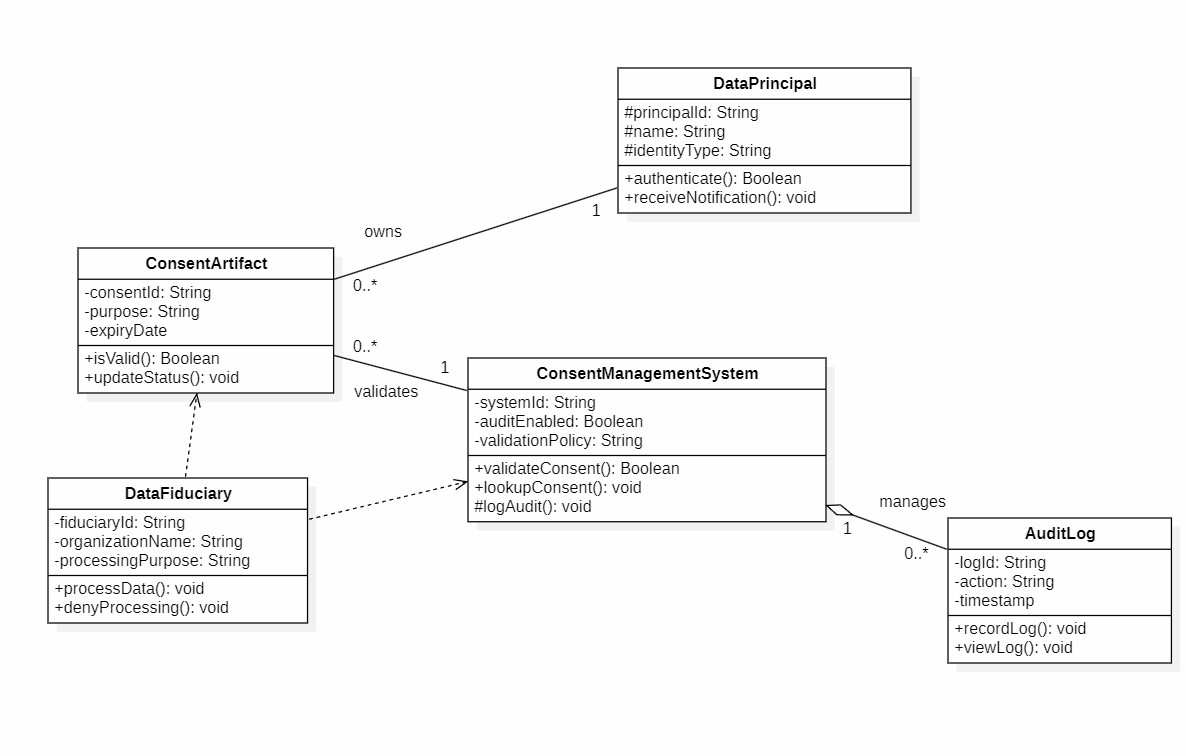 DataPrincipal
#principalId: String
#name: String
#identityType: String
+authenticate(): Boolean
+receiveNotification(): void
1
owns
0..*
ConsentArtifact
-consentId: String
-purpose: String
-expiryDate
+isValid(): Boolean
+updateStatus(): void
0..*
1
validates
ConsentManagementSystem
-systemId: String
-auditEnabled: Boolean
-validationPolicy: String
+validateConsent(): Boolean
+lookupConsent(): void
#logAudit(): void
DataFiduciary
-fiduciaryId: String
-organizationName: String
-processingPurpose: String
+processData(): void
+denyProcessing(): void
manages
1
0..*
AuditLog
-logId: String
-action: String
-timestamp
+recordLog(): void
+viewLog(): void